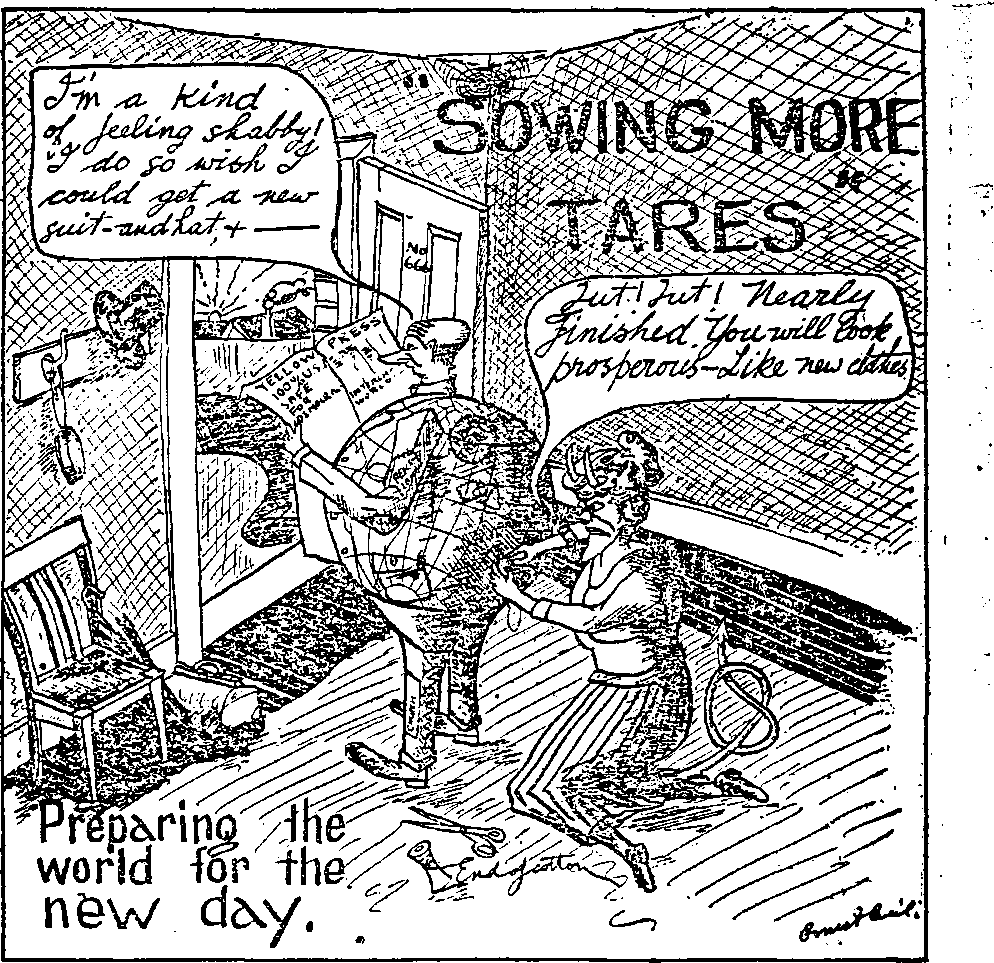 I'm a kind
of feeling shabby!
"I do so wish I
could get a new
suit-and hat, + —
"SOWING MORE
TARES"
No
666
Tut! Tut! Nearly
finished. You will look
prosperous—Like new clothes
YELLOW PRESS
100%
Preparing the
world for the
new day.